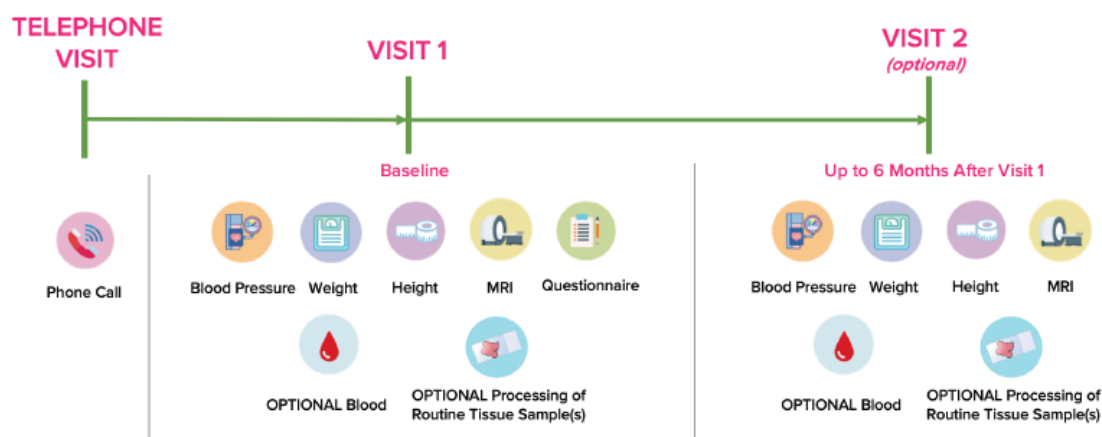 TELEPHONE
VISIT
VISIT 1
VISIT 2
(optional)
Baseline
Up to 6 Months After Visit 1
Phone Call
Blood Pressure
Weight
Height
MRI
Questionnaire
OPTIONAL Blood
OPTIONAL Processing of
Routine Tissue Sample(s)
Blood Pressure
Weight
Height
MRI
OPTIONAL Blood
OPTIONAL Processing of
Routine Tissue Sample(s)